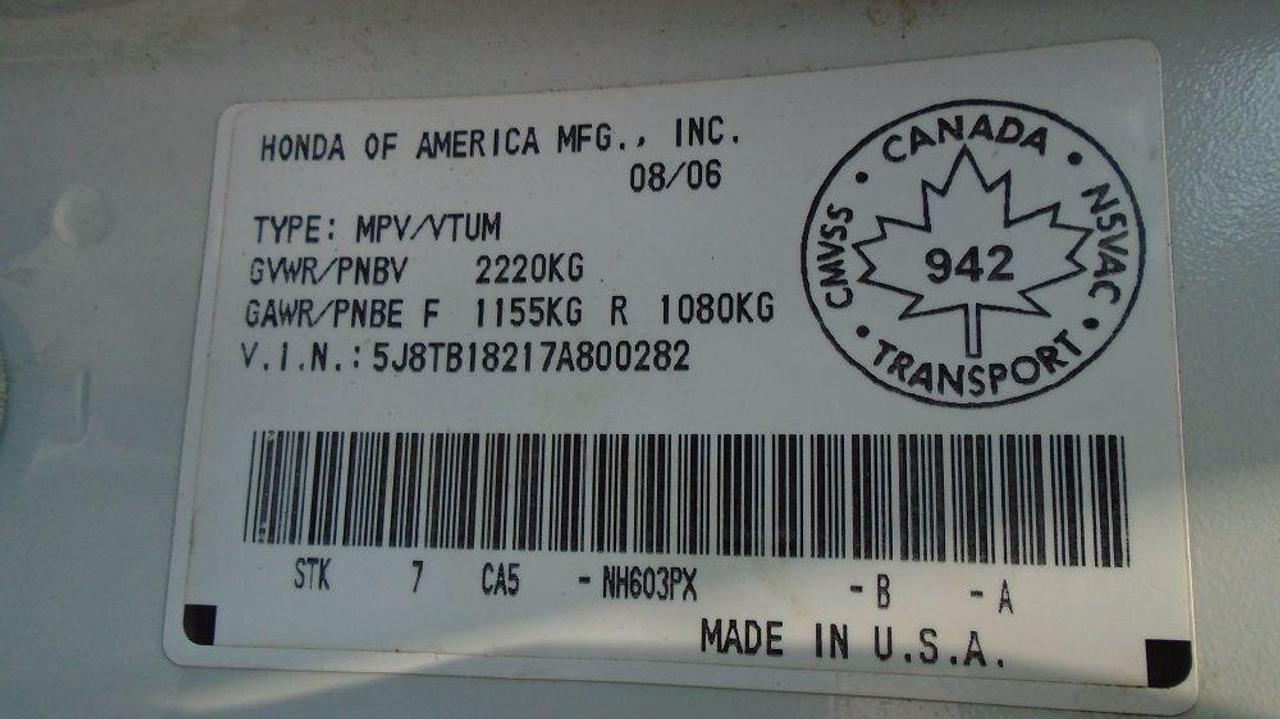 HONDA OF AMERICA MFG., INC.
08/06
TYPE: MPV/VTUM
GVWR/PNBV 2220KG
GAWR/PNBE F 1155KG R 1080KG
V.I.N.: 5J8TB18217A800282
CANADA • NSVAC • TRANSPORT • CMVSS •
942
STK 7 CA5 - NH603PX - B - A
MADE IN U.S.A.